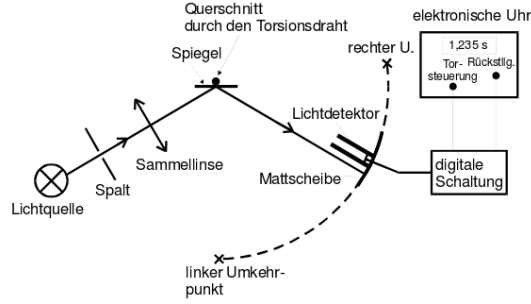 Querschnitt
durch den Torsionsdraht
Spiegel
elektronische Uhr
1,235 s
Tor-
steuerung
Rückstllg.
rechter U.
Lichtdetektor
Sammellinse
Spalt
Lichtquelle
Mattscheibe
digitale
Schaltung
linker Umkehr-
punkt